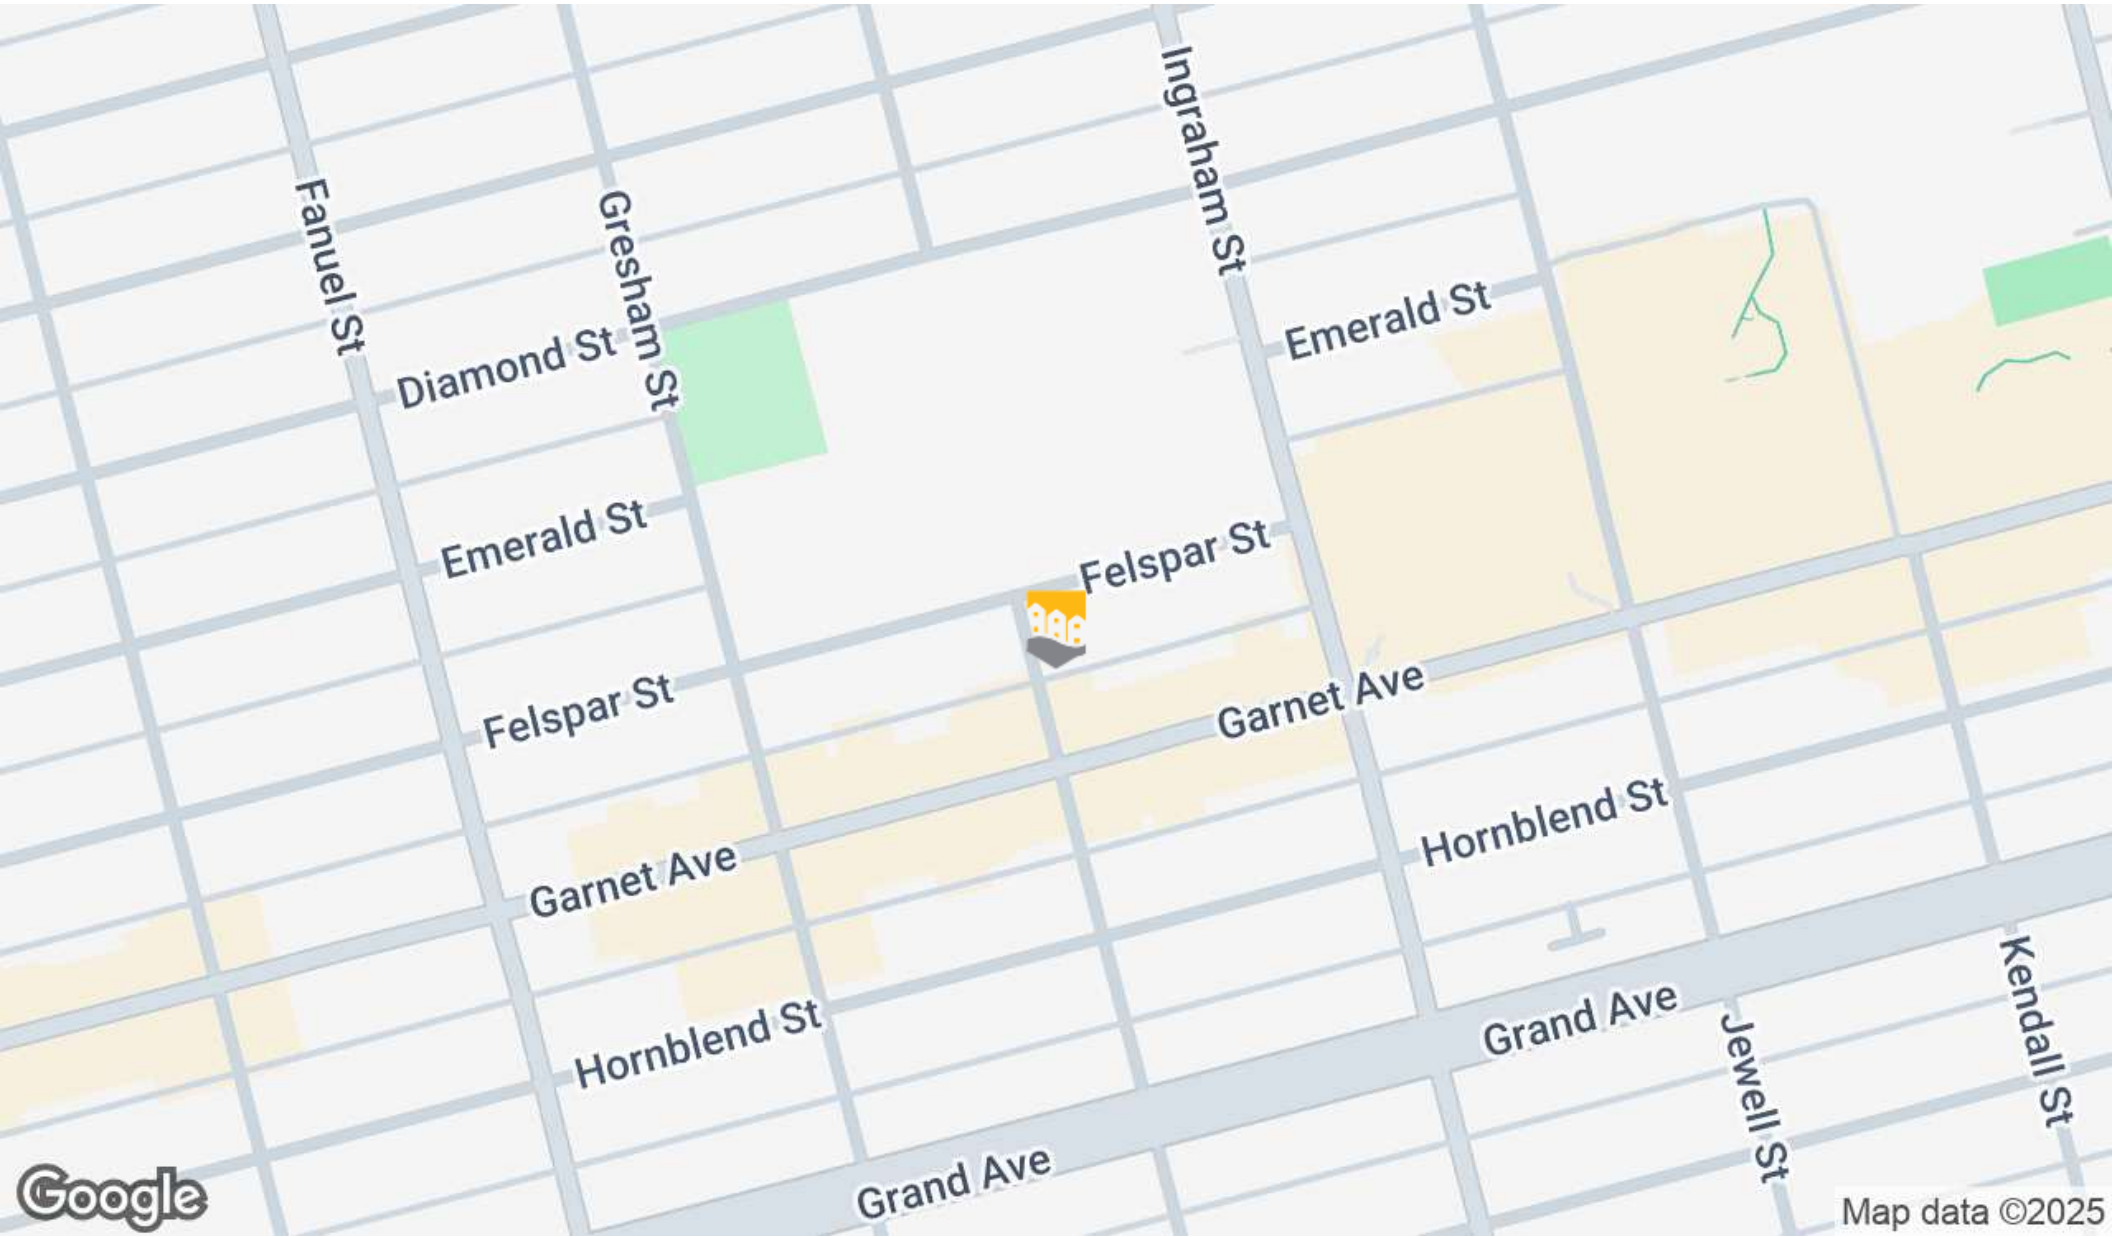 Ingraham St
Fanuel St
Gresham St
Diamond St
Emerald St
Emerald St
Felspar St
Felspar St
Garnet Ave
Garnet Ave
Hornblend St
Hornblend St
Grand Ave
Grand Ave
Jewell St
Kendall St
Google
Map data ©2025